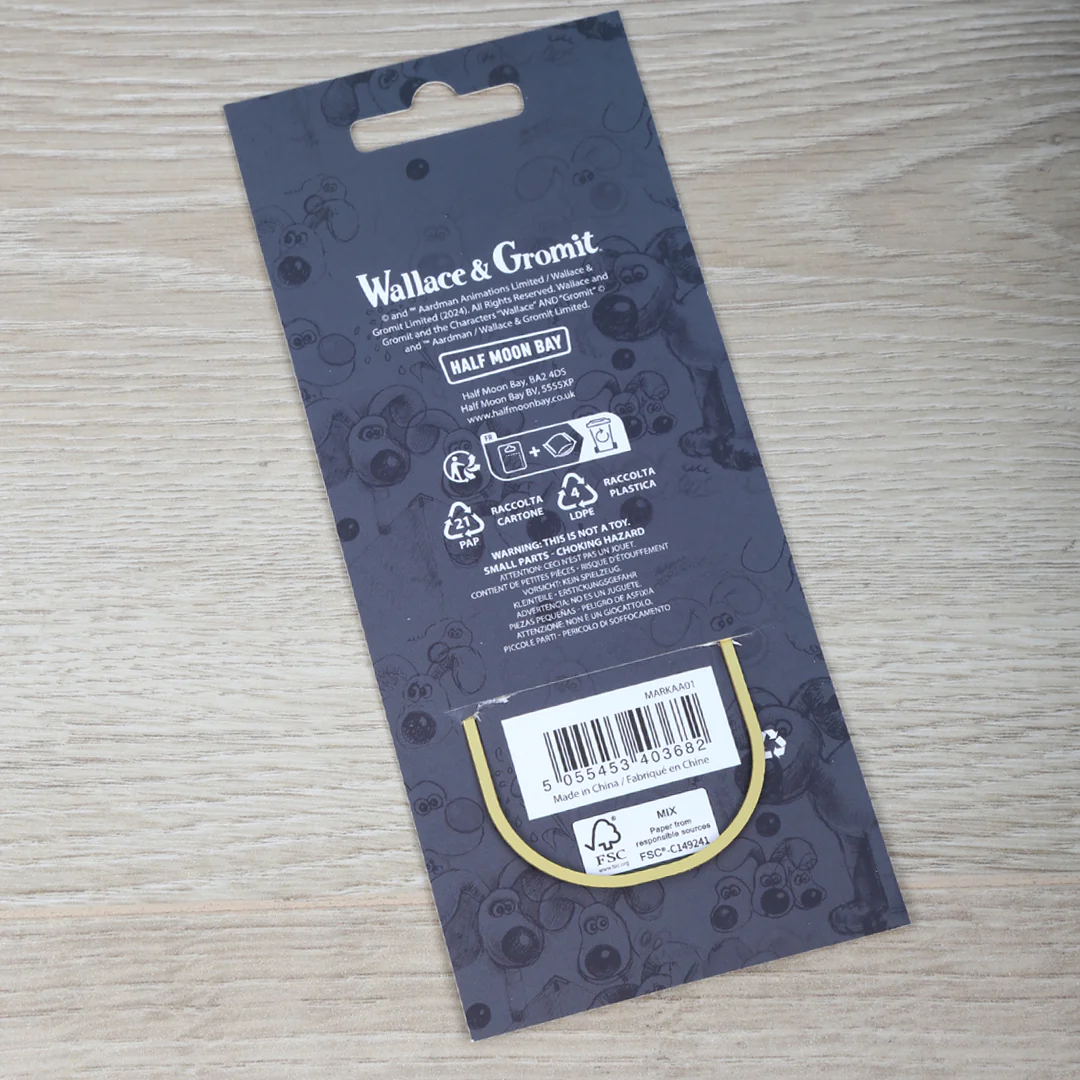 Wallace & Gromit
© and ™ Aardman Animations Limited / Wallace &
Gromit Limited (2024). All Rights Reserved. Wallace and
Gromit and the Characters "Wallace" AND "Gromit" ©
and ™ Aardman / Wallace & Gromit Limited.
HALF MOON BAY
Half Moon Bay, BA2 4DS
Half Moon Bay BV, 5555XP
www.halfmoonbay.co.uk
FR
21
PAP
RACCOLTA
CARTONE
4
LDPE
RACCOLTA
PLASTICA
WARNING: THIS IS NOT A TOY.
SMALL PARTS - CHOKING HAZARD
ATTENTION: CECI N'EST PAS UN JOUET.
CONTIENT DE PETITES PIÈCES - RISQUE D'ÉTOUFFEMENT
VORSICHT: KEIN SPIELZEUG.
KLEINTEILE - ERSTICKUNGSGEFAHR
ADVERTENCIA: NO ES UN JUGUETE.
PIEZAS PEQUEÑAS - PELIGRO DE ASFIXIA
ATTENZIONE: NON È UN GIOCATTOLO.
PICCOLE PARTI - PERICOLO DI SOFFOCAMENTO
MARKAA01
5 055453 403682
Made in China / Fabriqué en Chine
FSC
www.fsc.org
MIX
Paper from
responsible sources
FSC®-C149241